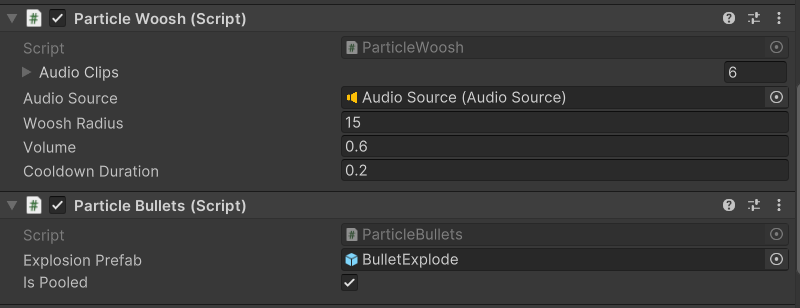 Particle Woosh (Script)
Script ParticleWoosh
Audio Clips 6
Audio Source Audio Source (Audio Source)
Woosh Radius 15
Volume 0.6
Cooldown Duration 0.2
Particle Bullets (Script)
Script ParticleBullets
Explosion Prefab BulletExplode
Is Pooled